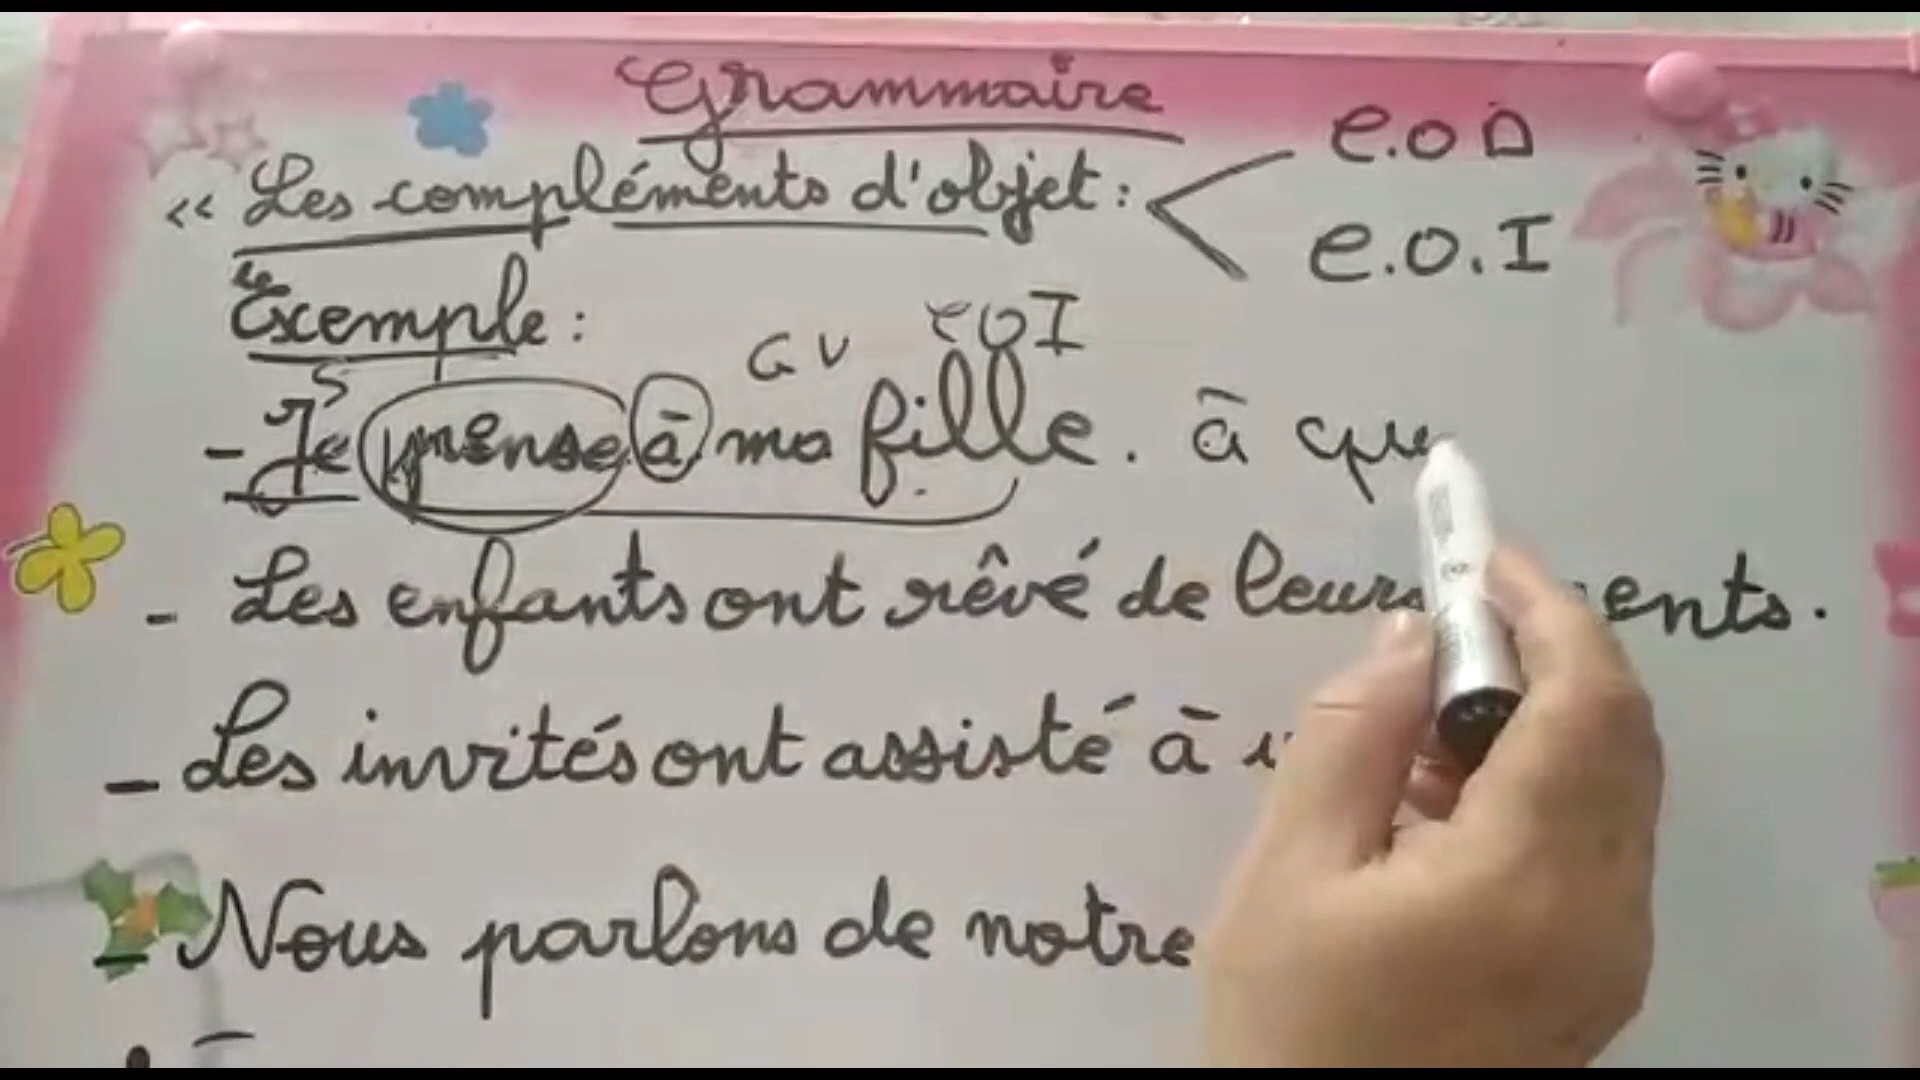 Grammaire
« Les compléments d'objet :
C.O D
C.O.I
Exemple :
S
G V
COI
- Je pense à ma fille . à que
- Les enfants ont rêvé de leurs ents .
- Les invités ont assisté à
- Nous parlons de notre